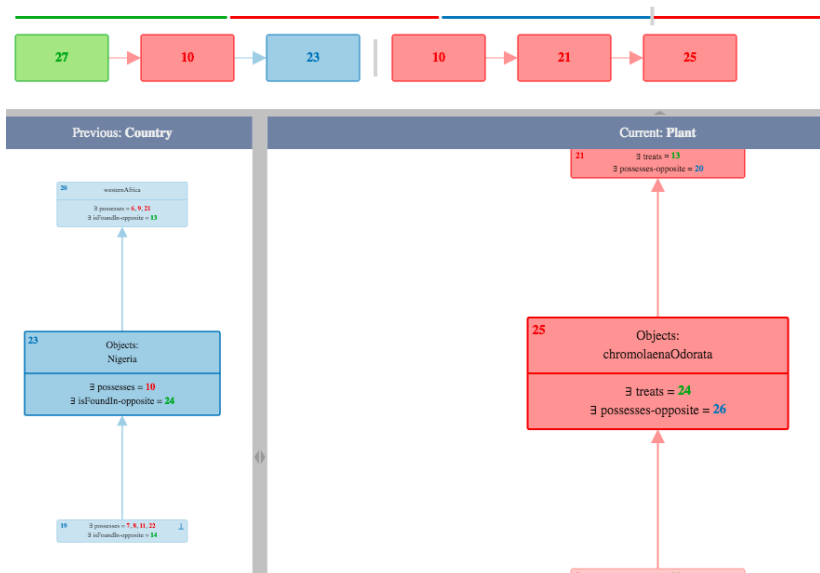 27
10
23
10
21
25
Previous: Country
Current: Plant
20
westernAfrica
∃ possesses = 6, 9, 21
∃ isFoundIn-opposite = 13
23
Objects:
Nigeria
∃ possesses = 10
∃ isFoundIn-opposite = 24
19
∃ possesses = 7, 8, 11, 22
⊥
∃ isFoundIn-opposite = 14
21
∃ treats = 13
∃ possesses-opposite = 20
25
Objects:
chromolaenaOdorata
∃ treats = 24
∃ possesses-opposite = 26